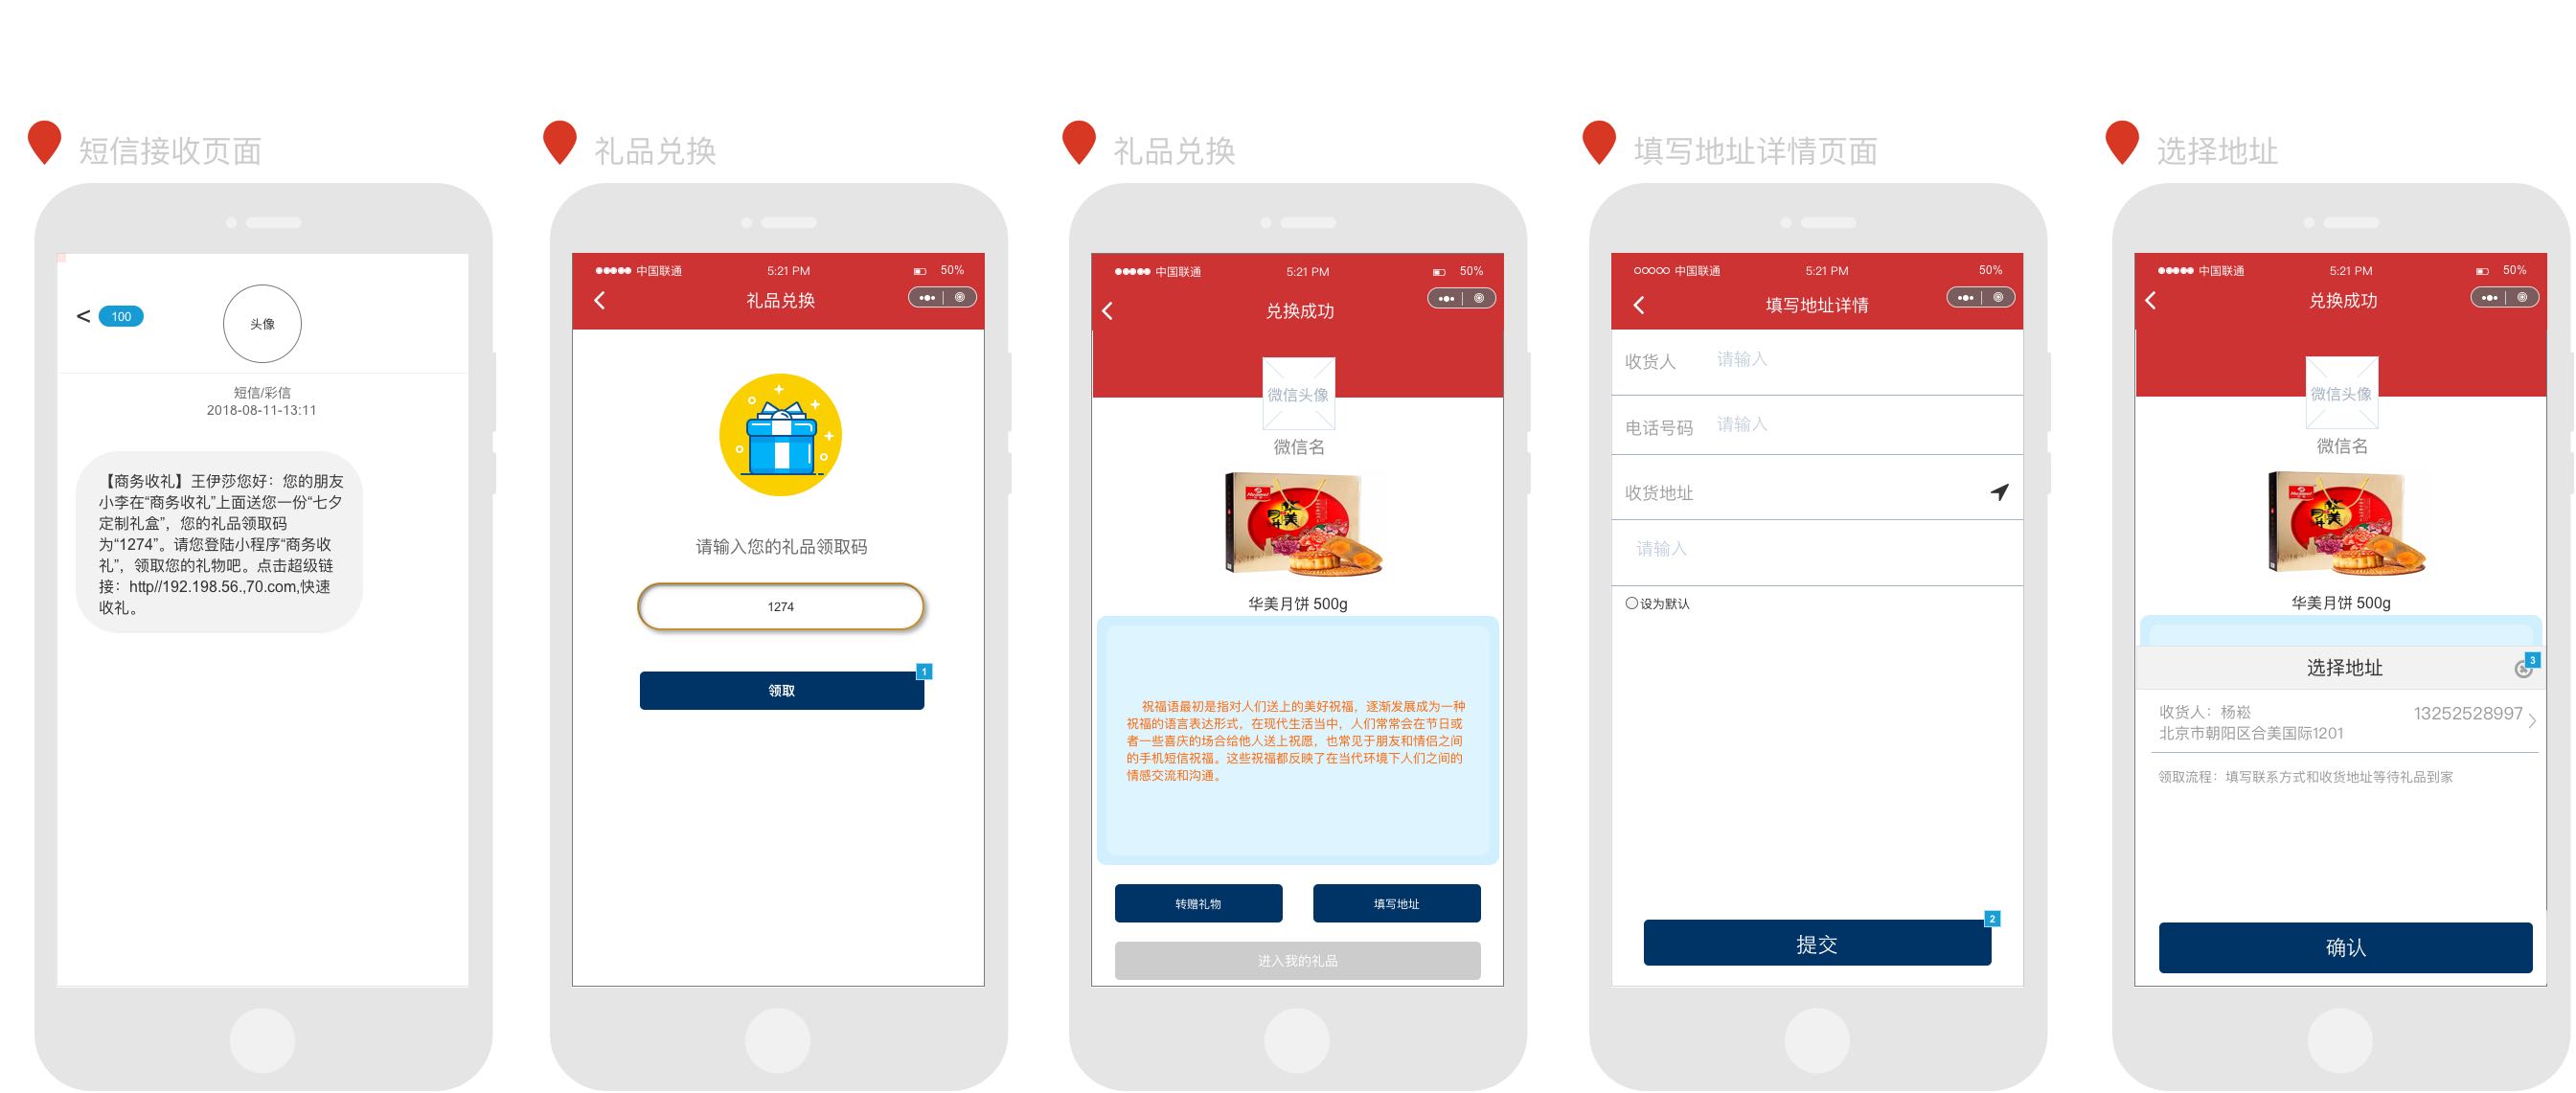 短信接收页面
<
100
头像
短信/彩信
2018-08-11-13:11
【商务收礼】王伊莎您好：您的朋友
小李在“商务收礼”上面送您一份“七夕
定制礼盒”，您的礼品领取码
为“1274”。请您登陆小程序“商务收
礼”，领取您的礼物吧。点击超级链
接：http//192.198.56.,70.com,快速
收礼。
礼品兑换
中国联通 5:21 PM 50%
礼品兑换
请输入您的礼品领取码
1274
1
领取
礼品兑换
中国联通 5:21 PM 50%
兑换成功
微信头像
微信名
华美
华美月饼 500g
祝福语最初是指对人们送上的美好祝福，逐渐发展成为一种
祝福的语言表达形式，在现代生活当中，人们常常会在节日或
者一些喜庆的场合给他人送上祝愿，也常见于朋友和情侣之间
的手机短信祝福。这些祝福都反映了在当代环境下人们之间的
情感交流和沟通。
转赠礼物 填写地址
进入我的礼品
填写地址详情页面
中国联通 5:21 PM 50%
填写地址详情
收货人 请输入
电话号码 请输入
收货地址
请输入
设为默认
2
提交
选择地址
中国联通 5:21 PM 50%
兑换成功
微信头像
微信名
华美
华美月饼 500g
选择地址
3
收货人：杨崧 13252528997
北京市朝阳区合美国际1201
领取流程：填写联系方式和收货地址等待礼品到家
确认